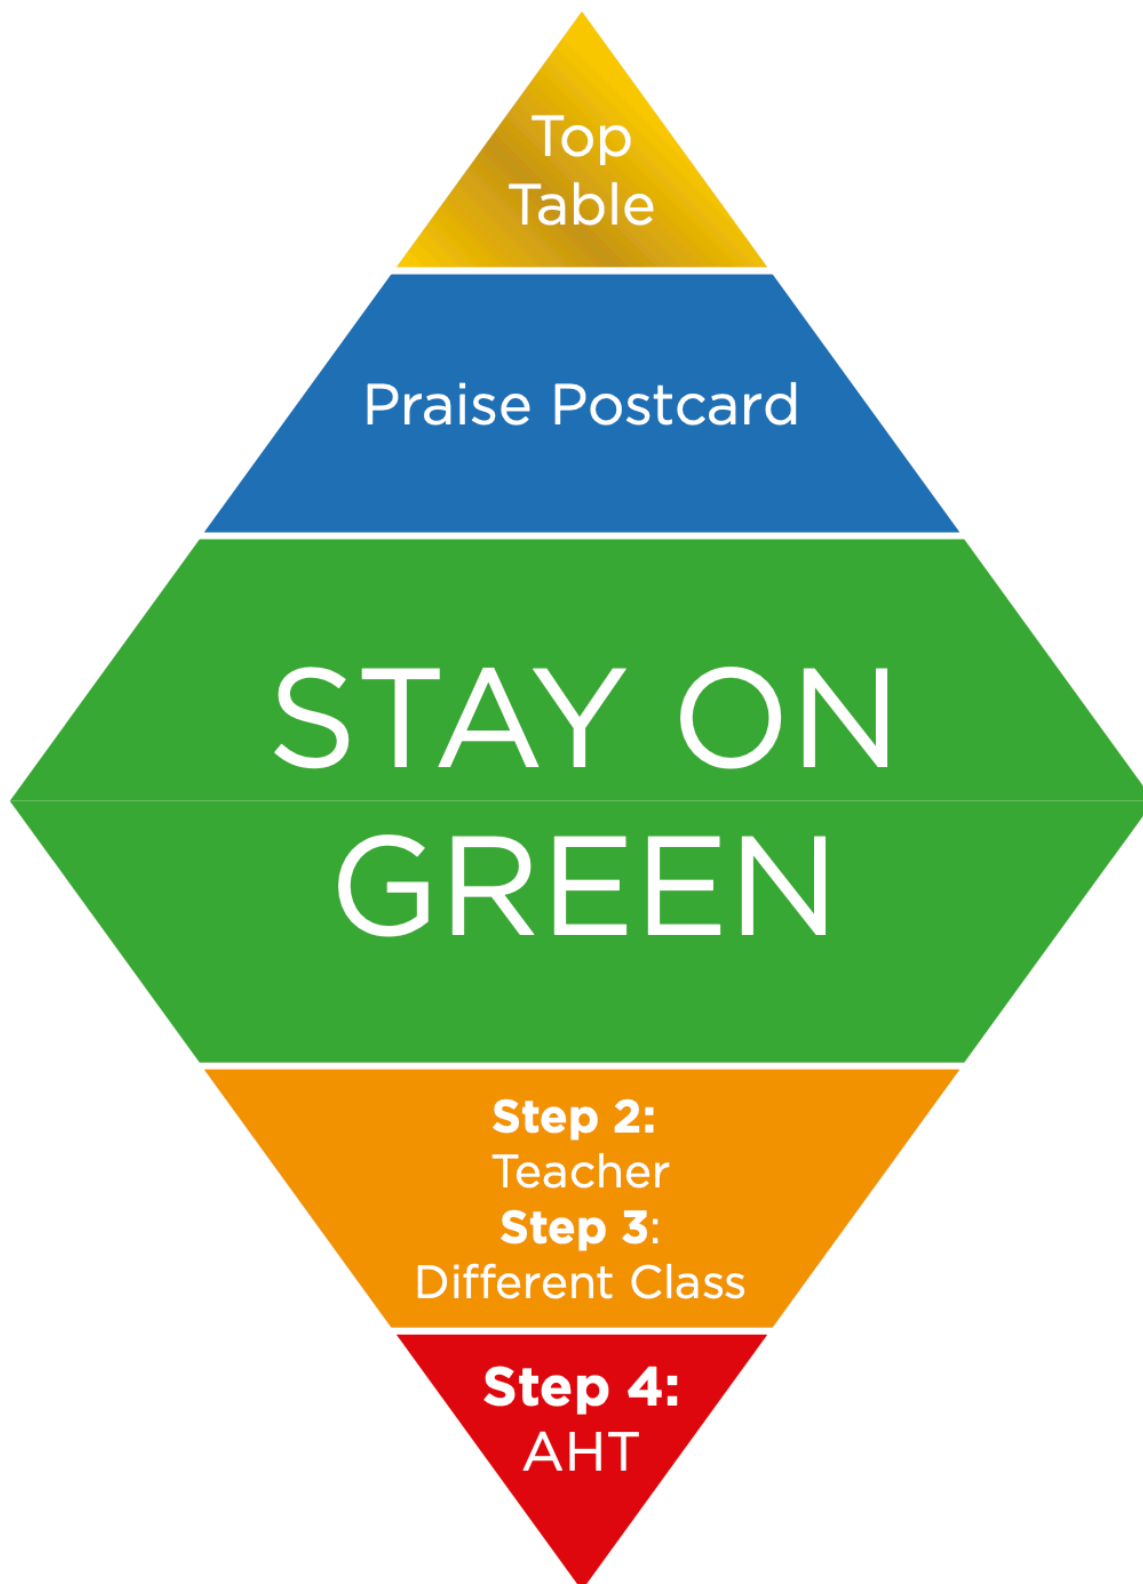 Top
Table
Praise Postcard
STAY ON
GREEN
Step 2:
Teacher
Step 3:
Different Class
Step 4:
AHT